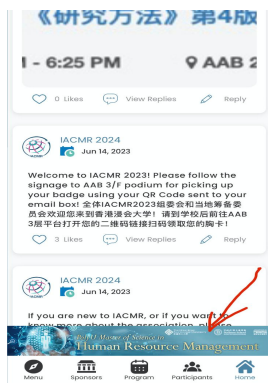 《研究方法》第4版
- 6:25 PM AAB 2
0 Likes View Replies Reply
IACMR 2024
Jun 14, 2023
Welcome to IACMR 2023! Please follow the
signage to AAB 3/F podium for picking up
your badge using your QR Code sent to your
email box! 全体IACMR2023组委会和当地筹备委
员会欢迎您来到香港浸会大学！请到学校后前往AAB
3层平台打开您的二维码链接扫码领取您的胸卡！
3 Likes View Replies Reply
IACMR 2024
Jun 14, 2023
If you are new to IACMR, or if you want to
know more about the association, please
PolyU Master of Science in
Human Resource Management
Menu Sponsors Program Participants Home